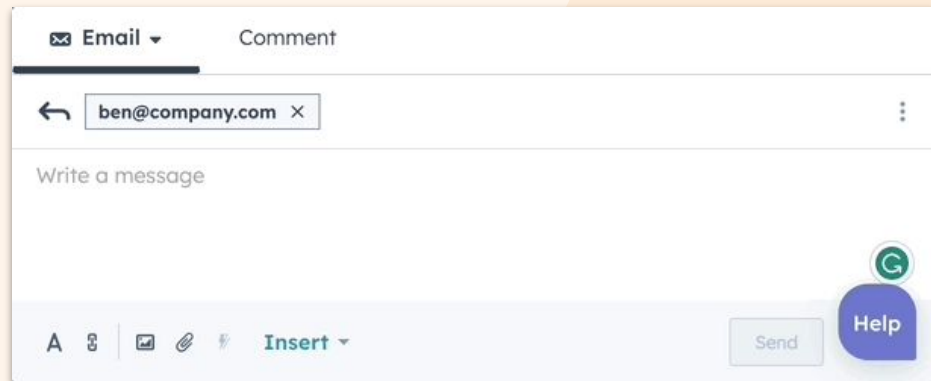 Email Comment
ben@company.com
Write a message
Help
Insert Send